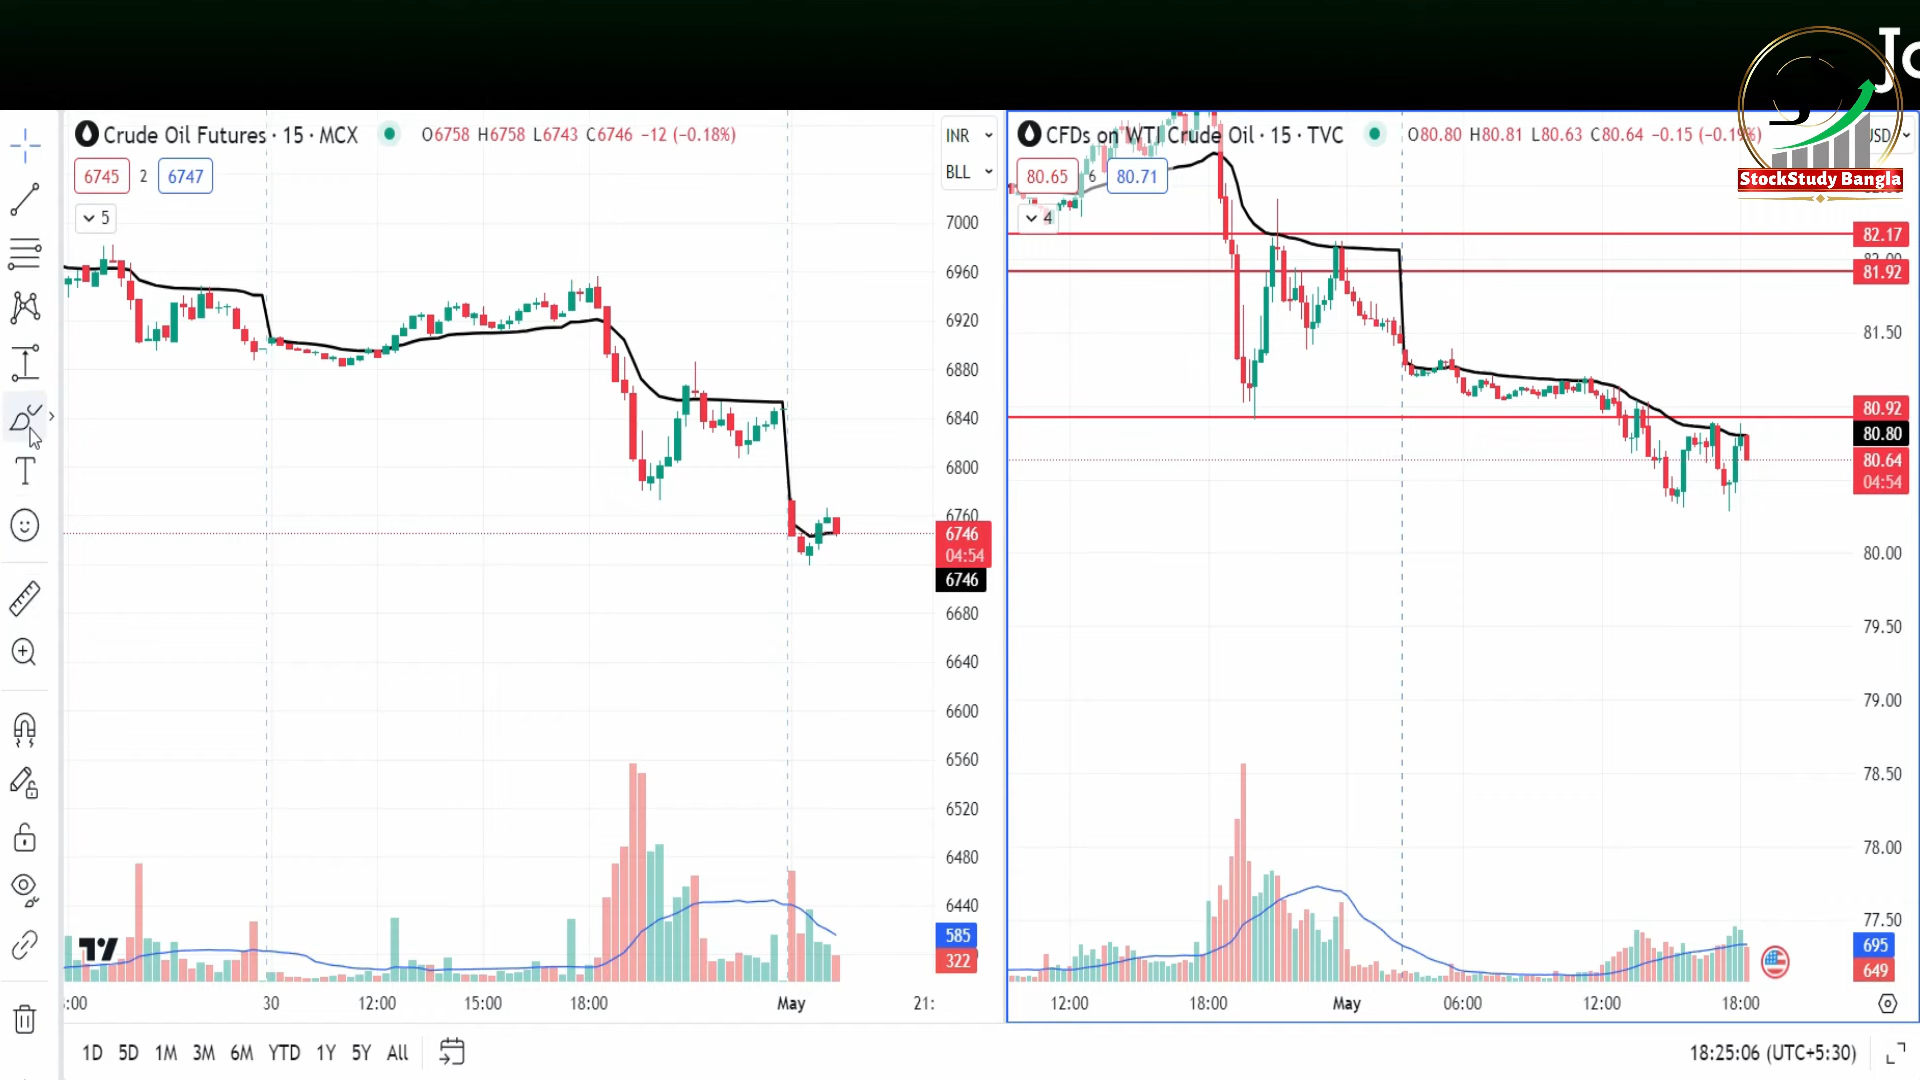 Jo
StockStudy Bangla
Crude Oil Futures · 15 · MCX O6758 H6758 L6743 C6746 −12 (−0.18%)
INR
6745 2 6747
BLL
5
7000
6960
6920
6880
6840
6800
6760
6746
04:54
6746
6680
6640
6600
6560
6520
6480
6440
585
322
:00 30 12:00 15:00 18:00 May 21:
CFDs on WTI Crude Oil · 15 · TVC O80.80 H80.81 L80.63 C80.64 −0.15 (−0.19%)
USD
80.65 6 80.71
4
82.17
82.00
81.92
81.50
80.92
80.80
80.64
04:54
80.00
79.50
79.00
78.50
78.00
77.50
695
649
12:00 18:00 May 06:00 12:00 18:00
1D 5D 1M 3M 6M YTD 1Y 5Y All
18:25:06 (UTC+5:30)